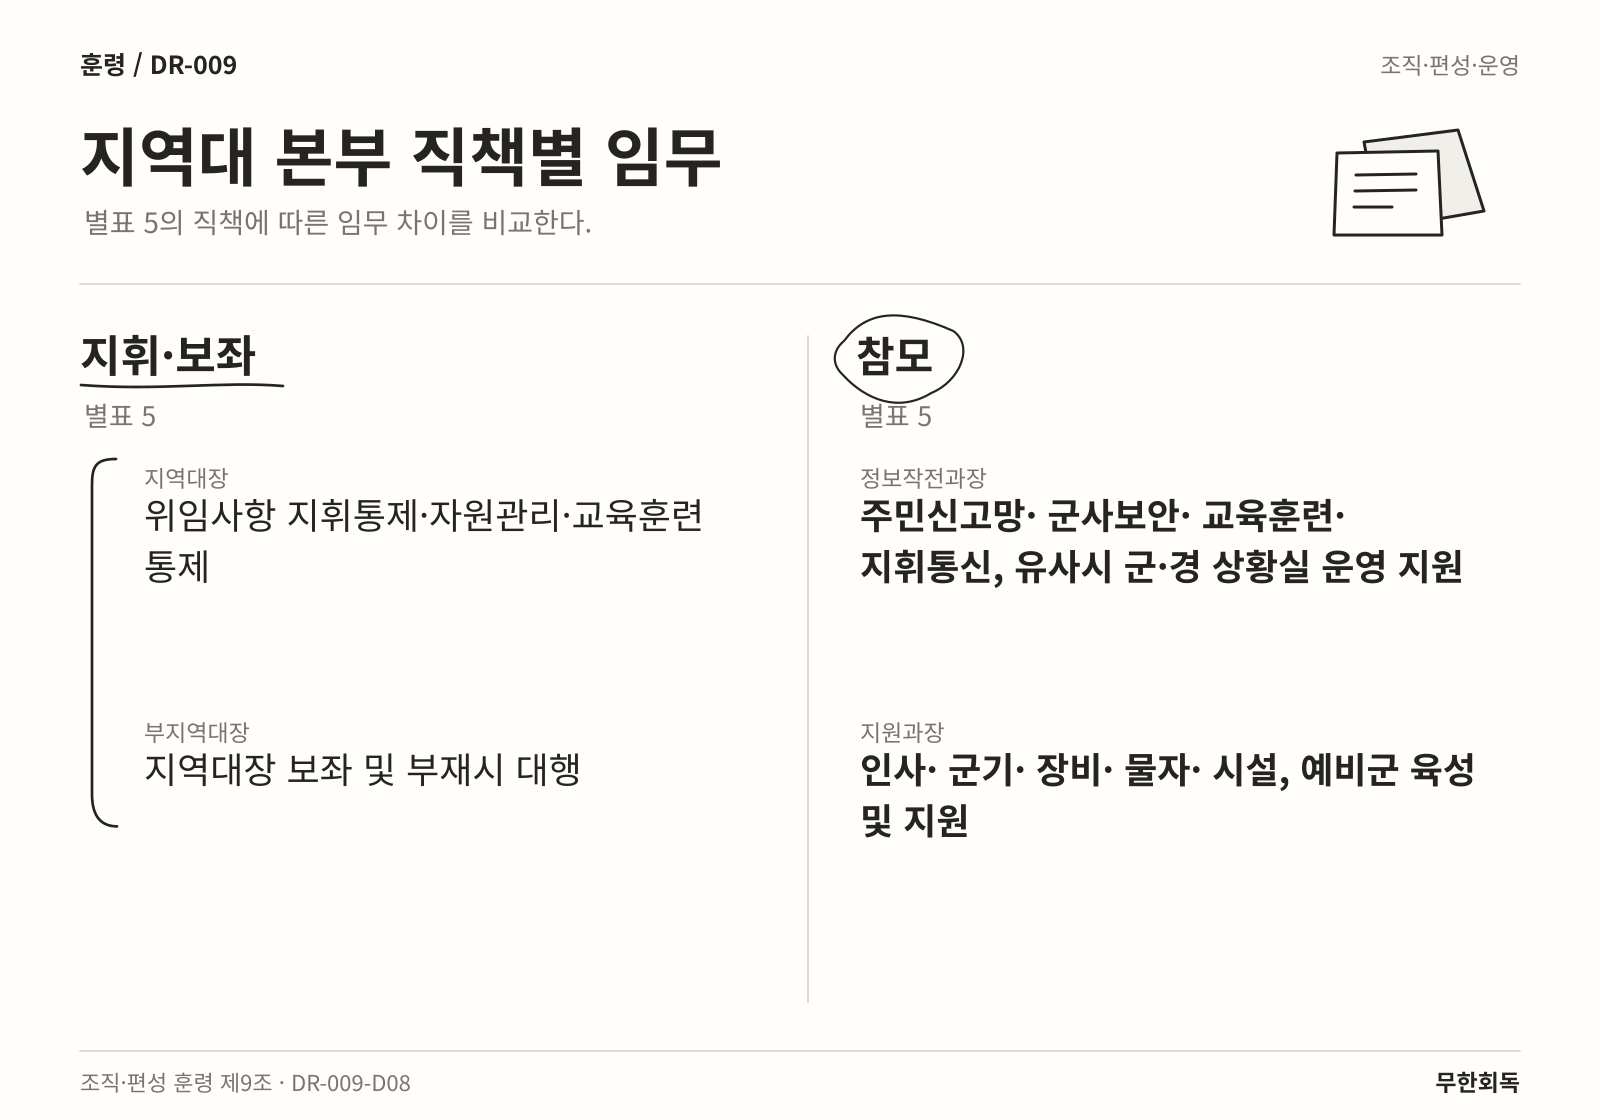 훈령 / DR-009
조직·편성·운영
지역대 본부 직책별 임무
별표 5의 직책에 따른 임무 차이를 비교한다.
지휘·보좌
별표 5
지역대장
위임사항 지휘통제·자원관리·교육훈련
통제
부지역대장
지역대장 보좌 및 부재시 대행
참모
별표 5
정보작전과장
주민신고망· 군사보안· 교육훈련·
지휘통신, 유사시 군·경 상황실 운영 지원
지원과장
인사· 군기· 장비· 물자· 시설, 예비군 육성
및 지원
조직·편성 훈령 제9조 · DR-009-D08
무한회독